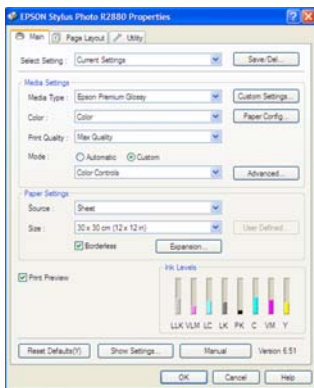 EPSON Stylus Photo R2880 Properties
Main Page Layout Utility
Select Setting : Current Settings Save/Del...
Media Settings
Media Type : Epson Premium Glossy Custom Settings...
Color : Color Paper Config...
Print Quality : Max Quality
Mode : Automatic Custom
Color Controls Advanced...
Paper Settings
Source : Sheet
Size : 30 x 30 cm (12 x 12 in) User Defined...
Borderless Expansion...
Print Preview
Ink Levels
LLK VLM LC LK PK C VM Y
Reset Defaults(Y) Show Settings... Manual Version 6.51
OK Cancel Help